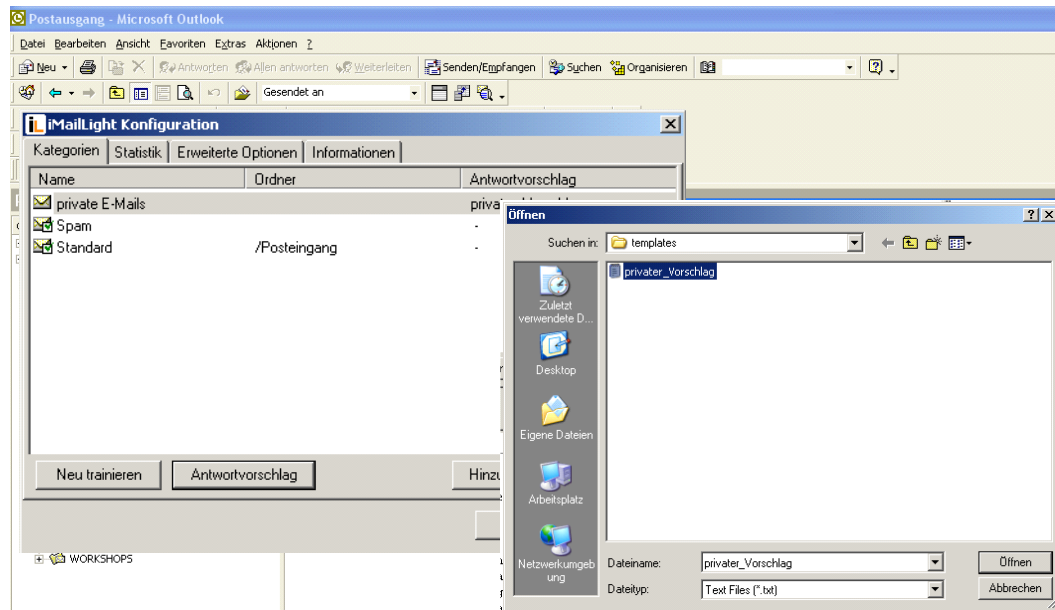 Postausgang - Microsoft Outlook
Datei Bearbeiten Ansicht Favoriten Extras Aktionen ?
Neu Antworten Allen antworten Weiterleiten Senden/Empfangen Suchen Organisieren
Gesendet an
iMailLight Konfiguration
Kategorien Statistik Erweiterte Optionen Informationen
Name Ordner Antwortvorschlag
private E-Mails
Spam -
Standard /Posteingang -
Neu trainieren Antwortvorschlag
WORKSHOPS
Öffnen
Suchen in: templates
privater_Vorschlag
Zuletzt
verwendete D...
Desktop
Eigene Dateien
Arbeitsplatz
Netzwerkumgeb
ung
Dateiname: privater_Vorschlag Öffnen
Dateityp: Text Files (*.txt) Abbrechen